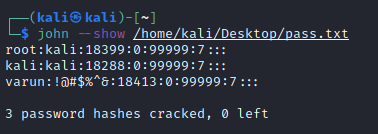 ┌──(kali㉿kali)-[~]
└─$ john --show /home/kali/Desktop/pass.txt
root:kali:18399:0:99999:7:::
kali:kali:18288:0:99999:7:::
varun:!@#$%^&:18413:0:99999:7:::
3 password hashes cracked, 0 left